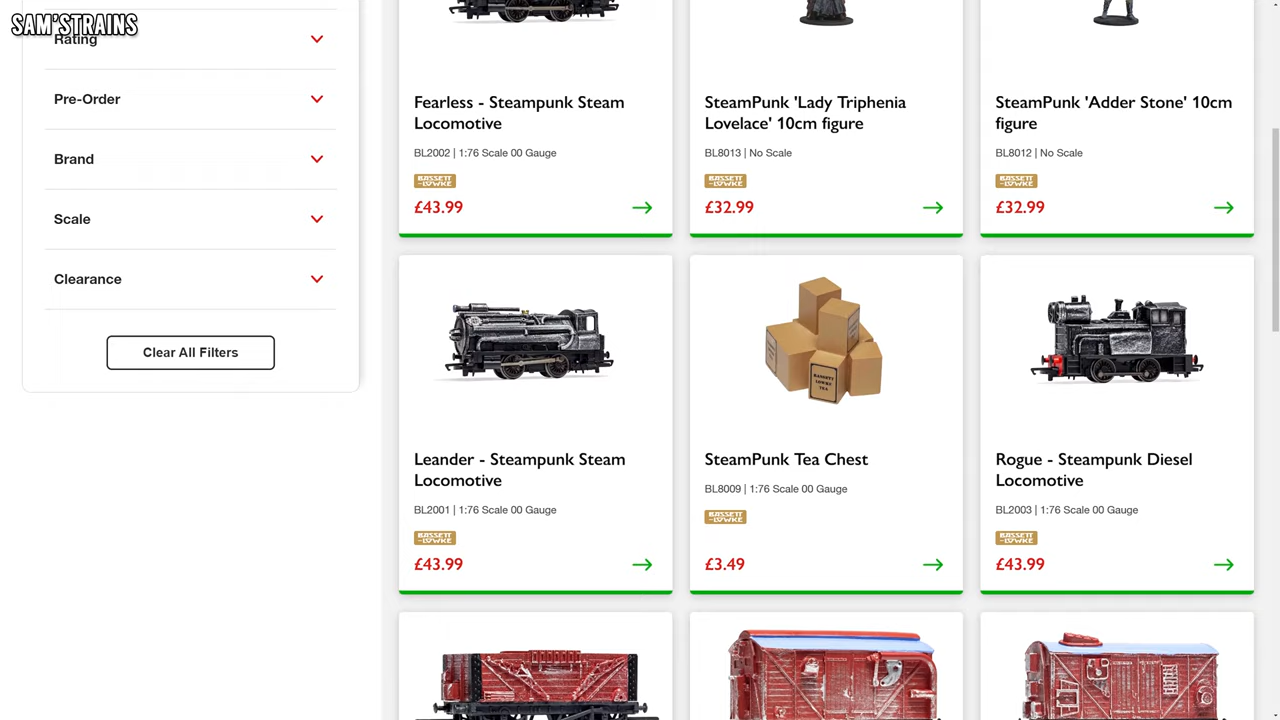 SAM'STRAINS
Rating
Pre-Order
Brand
Scale
Clearance
Clear All Filters
Fearless - Steampunk Steam
Locomotive
BL2002 | 1:76 Scale 00 Gauge
BASSETT
-LOWKE
£43.99
SteamPunk 'Lady Triphenia
Lovelace' 10cm figure
BL8013 | No Scale
BASSETT
-LOWKE
£32.99
SteamPunk 'Adder Stone' 10cm
figure
BL8012 | No Scale
BASSETT
-LOWKE
£32.99
Leander - Steampunk Steam
Locomotive
BL2001 | 1:76 Scale 00 Gauge
BASSETT
-LOWKE
£43.99
BASSETT
LOWKE
TEA
SteamPunk Tea Chest
BL8009 | 1:76 Scale 00 Gauge
BASSETT
-LOWKE
£3.49
Rogue - Steampunk Diesel
Locomotive
BL2003 | 1:76 Scale 00 Gauge
BASSETT
-LOWKE
£43.99